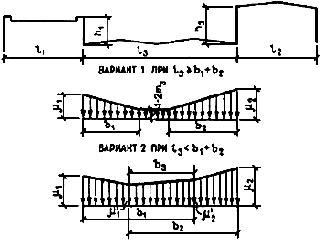 h₁ h₂
l₁ l₃ l₂
ВАРИАНТ 1 ПРИ l₃ ≥ b₁+b₂
μ₁ 1-2m₃ μ₂
b₁ b₂
ВАРИАНТ 2 ПРИ l₃ < b₁+b₂
b₃
μ₁ μ₂
μ'₁ b₁ μ'₂
b₂